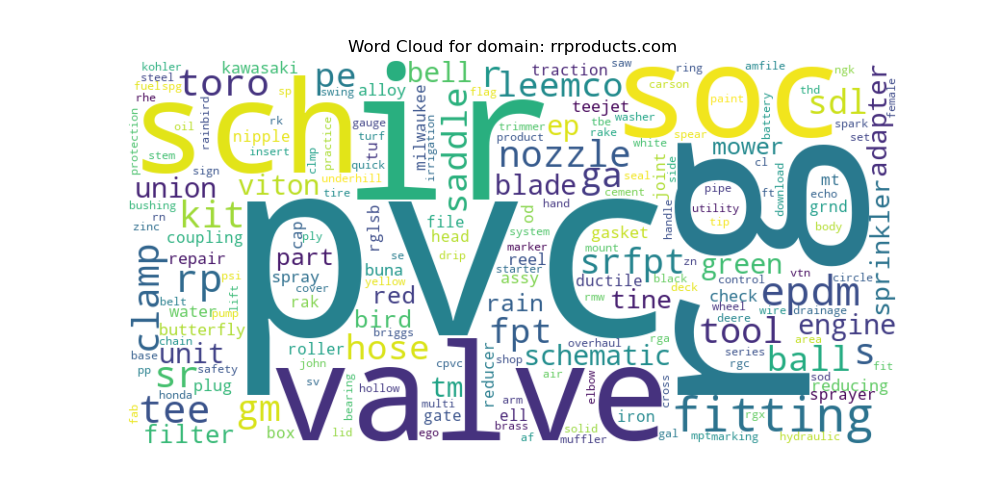 Word Cloud for domain: rrproducts.com
kohler
steel
fuelspg
rhe
toro
kawasaki
sp
pe
swing
alloy
bell
r
leemco
traction
saw
ring
carson
amfile
ngk
thd
sdl
adapter
female
sch
ir
soc
flag
teejet
tbe
rake
washer
paint
battery
spark
set
protection
oil
rainbird
rk
nipple
insert
stem
sign
practice
clmp
gauge
turf
quick
tuf
milwaukee
irrigation
saddle
trimmer
product
ep
nozzle
white
spear
mower
cl
joint
side
seal
ga
blade
underhill
tire
viton
union
kit
bushing
rn
zinc
coupling
repair
cap
ply
part
rglsb
file
head
hand
od
system
cement
gasket
handle
pipe
utility
tip
ft
download
mt
echo
grnd
body
sprinkler
pvc
rg
clamp
rp
psi
spray
cover
rak
se
buna
yellow
drip
marker
reel
starter
assy
mount
srfpt
ductile
rmw
zn
black
deck
green
control
check
wheel
vtn
circle
epdm
wire
drainage
belt
water
lift
pump
red
rain
tine
deere
butterfly
chain
bird
briggs
fpt
overhaul
rga
tool
area
engine
base
unit
roller
hose
john
cpvc
shop
schematic
series
rgc
ball
s
fit
pp
safety
sr
plug
sv
hollow
bearing
valve
tm
reducer
air
elbow
cross
sod
reducing
honda
fab
tee
gm
multi
gate
arm
ell
brass
iron
rgx
sprayer
fitting
filter
box
lid
ego
af
solid
muffler
gal
mptmarking
hydraulic